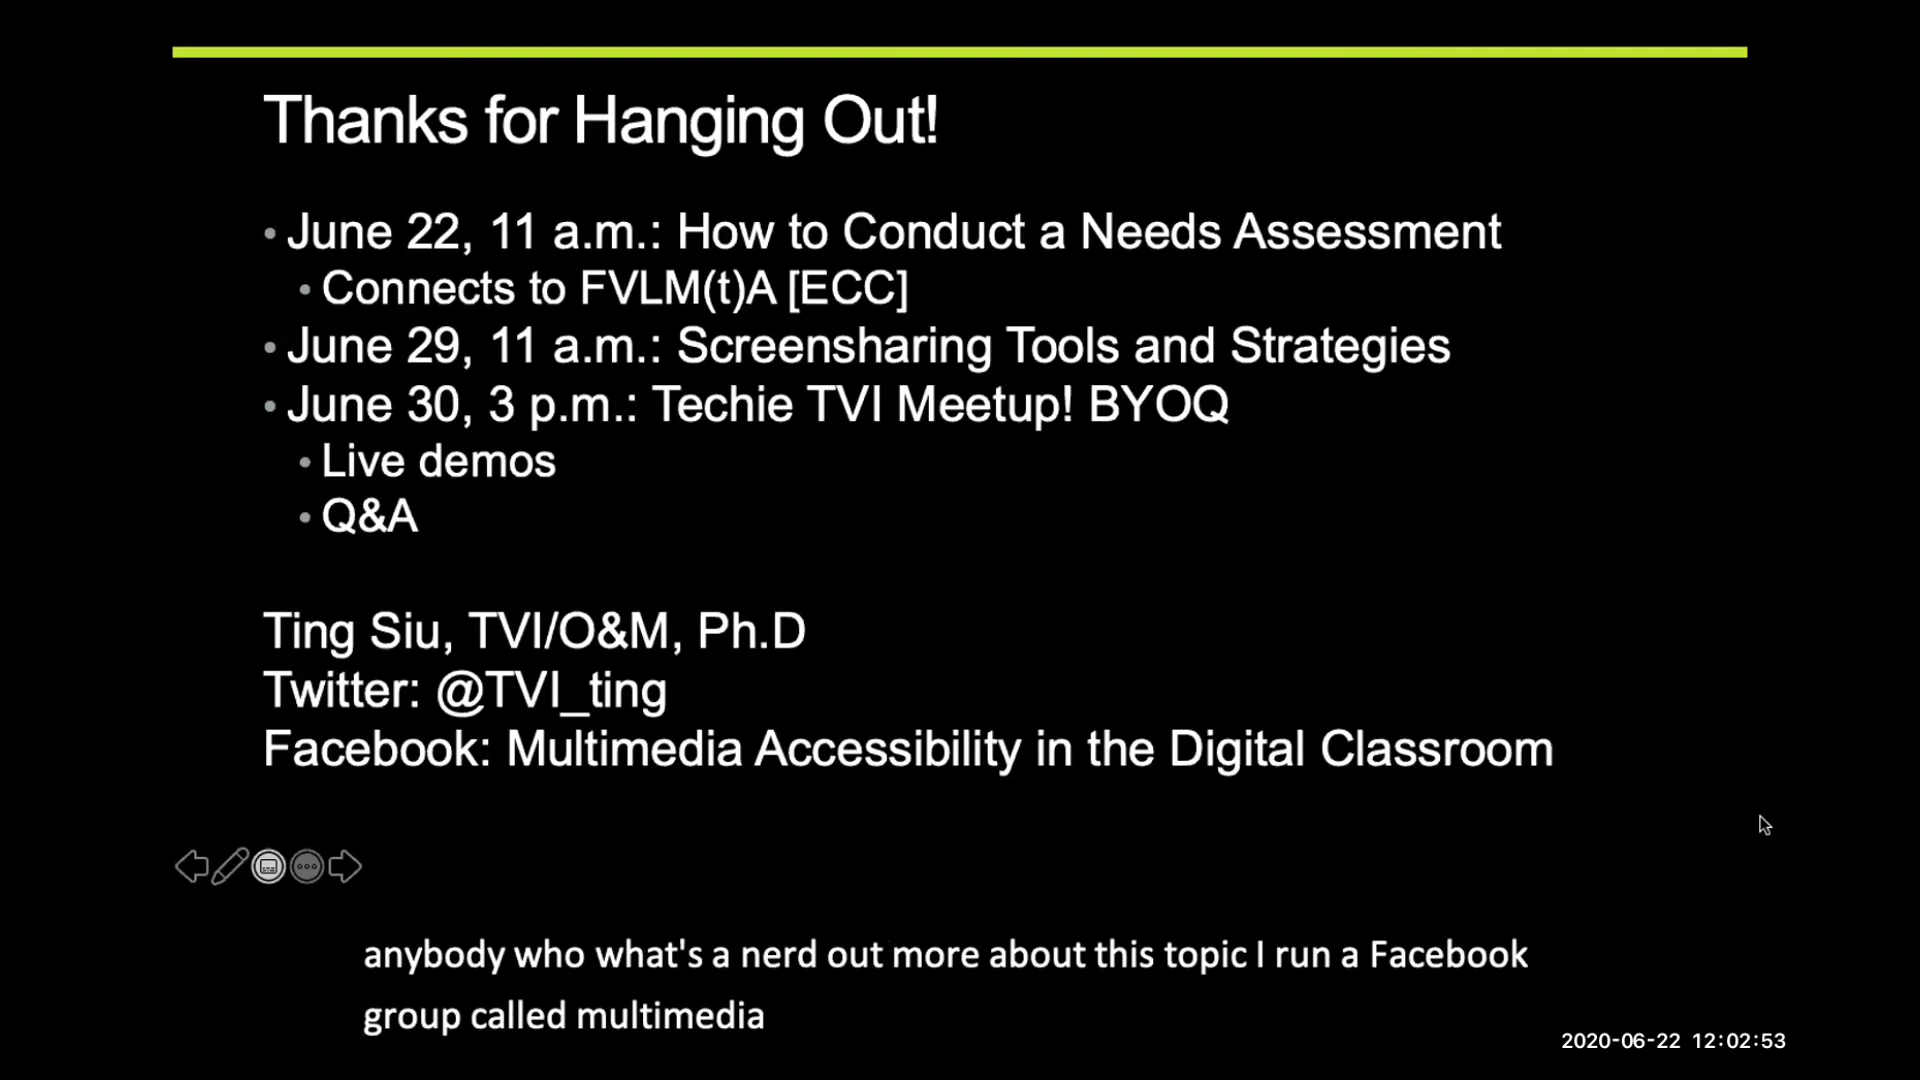 Thanks for Hanging Out!
• June 22, 11 a.m.: How to Conduct a Needs Assessment
• Connects to FVLM(t)A [ECC]
• June 29, 11 a.m.: Screensharing Tools and Strategies
• June 30, 3 p.m.: Techie TVI Meetup! BYOQ
• Live demos
• Q&A
Ting Siu, TVI/O&M, Ph.D
Twitter: @TVI_ting
Facebook: Multimedia Accessibility in the Digital Classroom
anybody who what's a nerd out more about this topic I run a Facebook
group called multimedia
2020-06-22 12:02:53